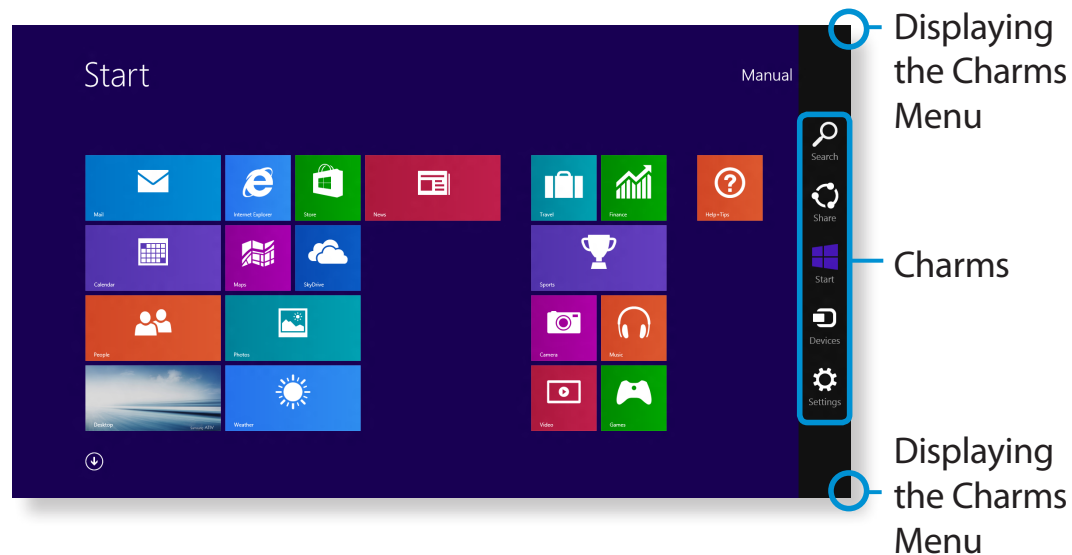 Displaying
the Charms
Menu
Start
Manual
Search
Share
Start
Devices
Settings
Charms
Mail
Internet Explorer
Store
News
Travel
Finance
Help+Tips
Calendar
Maps
SkyDrive
Sports
People
Photos
Camera
Music
Desktop
Weather
Video
Games
Displaying
the Charms
Menu